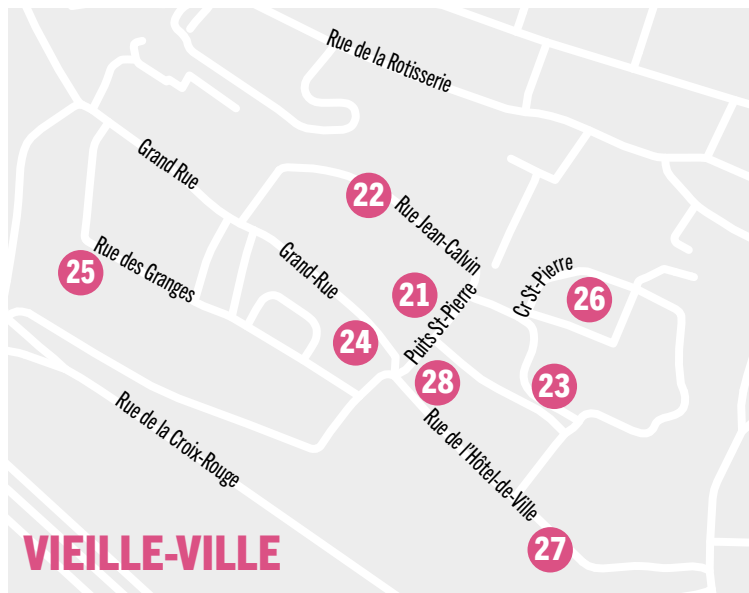 Rue de la Rotisserie
Grand Rue
22
Rue Jean-Calvin
Rue des Granges
25
Grand-Rue
21
Cr St-Pierre
26
Puits St-Pierre
24
28
23
Rue de la Croix-Rouge
Rue de l'Hôtel-de-Ville
27
VIEILLE-VILLE